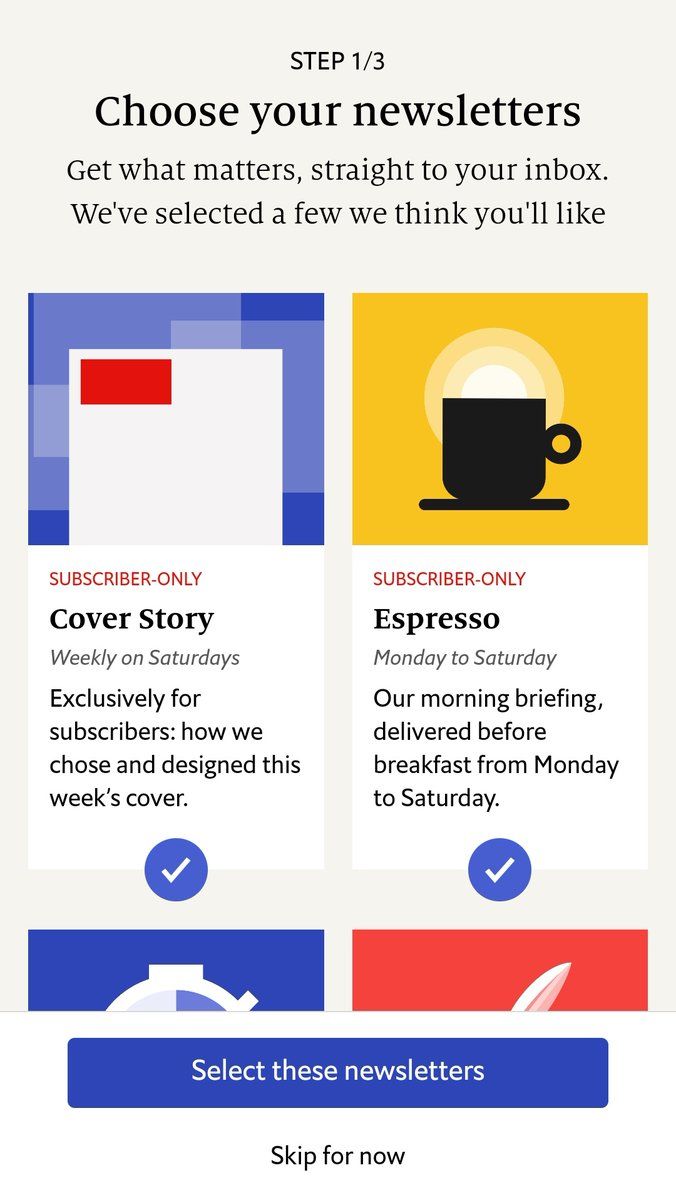 STEP 1/3
Choose your newsletters
Get what matters, straight to your inbox.
We've selected a few we think you'll like
SUBSCRIBER-ONLY
Cover Story
Weekly on Saturdays
Exclusively for
subscribers: how we
chose and designed this
week’s cover.
SUBSCRIBER-ONLY
Espresso
Monday to Saturday
Our morning briefing,
delivered before
breakfast from Monday
to Saturday.
Select these newsletters
Skip for now